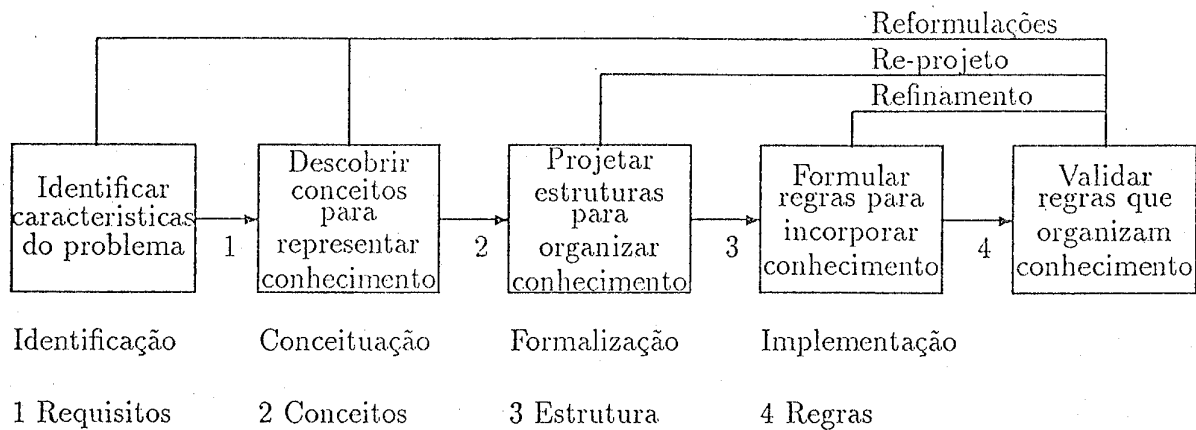 Reformulações
Re-projeto
Refinamento
Identificar
caracteristicas
do problema
1
Descobrir
conceitos
para
representar
conhecimento
2
Projetar
estruturas
para
organizar
conhecimento
3
Formular
regras para
incorporar
conhecimento
4
Validar
regras que
organizam
conhecimento
Identificação
Conceituação
Formalização
Implementação
1 Requisitos
2 Conceitos
3 Estrutura
4 Regras